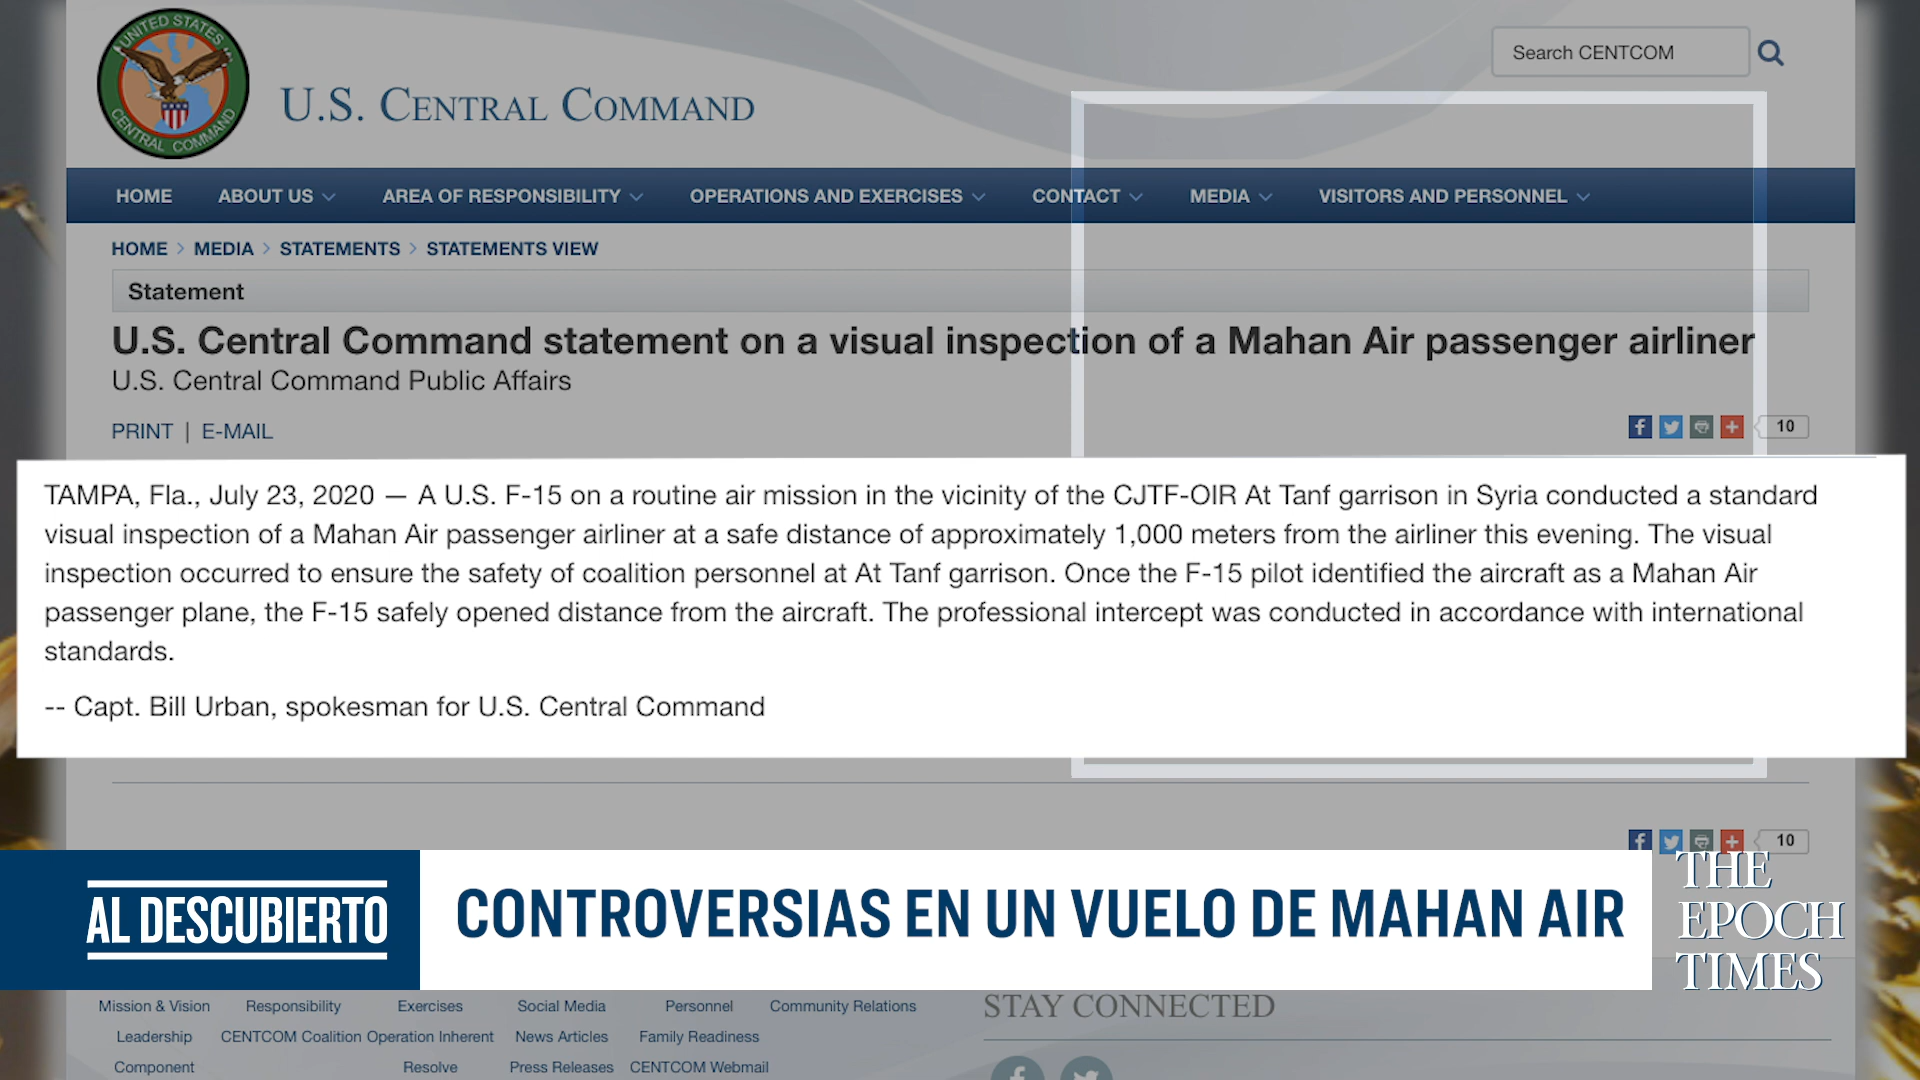 UNITED STATES
CENTRAL COMMAND
U.S. CENTRAL COMMAND
Search CENTCOM
HOME ABOUT US AREA OF RESPONSIBILITY OPERATIONS AND EXERCISES CONTACT MEDIA VISITORS AND PERSONNEL
HOME > MEDIA > STATEMENTS > STATEMENTS VIEW
Statement
U.S. Central Command statement on a visual inspection of a Mahan Air passenger airliner
U.S. Central Command Public Affairs
PRINT | E-MAIL
10
TAMPA, Fla., July 23, 2020 — A U.S. F-15 on a routine air mission in the vicinity of the CJTF-OIR At Tanf garrison in Syria conducted a standard
visual inspection of a Mahan Air passenger airliner at a safe distance of approximately 1,000 meters from the airliner this evening. The visual
inspection occurred to ensure the safety of coalition personnel at At Tanf garrison. Once the F-15 pilot identified the aircraft as a Mahan Air
passenger plane, the F-15 safely opened distance from the aircraft. The professional intercept was conducted in accordance with international
standards.
-- Capt. Bill Urban, spokesman for U.S. Central Command
10
AL DESCUBIERTO
CONTROVERSIAS EN UN VUELO DE MAHAN AIR
THE
EPOCH
TIMES
Mission & Vision Responsibility Exercises Social Media Personnel Community Relations
STAY CONNECTED
Leadership CENTCOM Coalition Operation Inherent News Articles Family Readiness
Component Resolve Press Releases CENTCOM Webmail